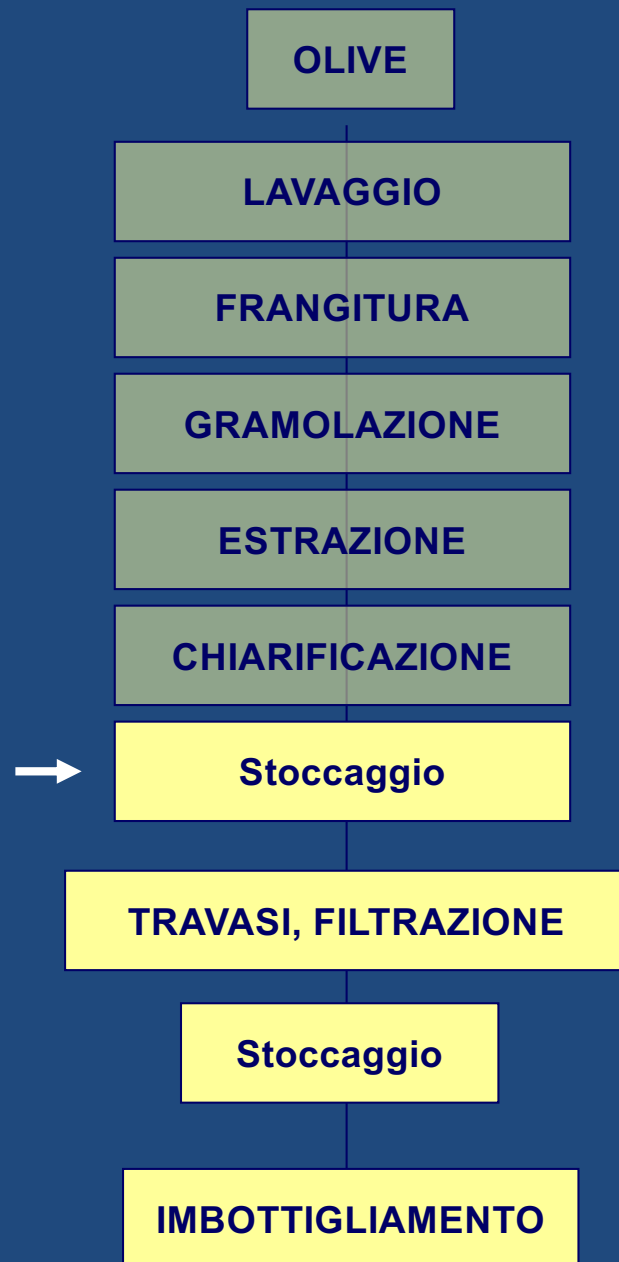 OLIVE
LAVAGGIO
FRANGITURA
GRAMOLAZIONE
ESTRAZIONE
CHIARIFICAZIONE
Stoccaggio
TRAVASI, FILTRAZIONE
Stoccaggio
IMBOTTIGLIAMENTO